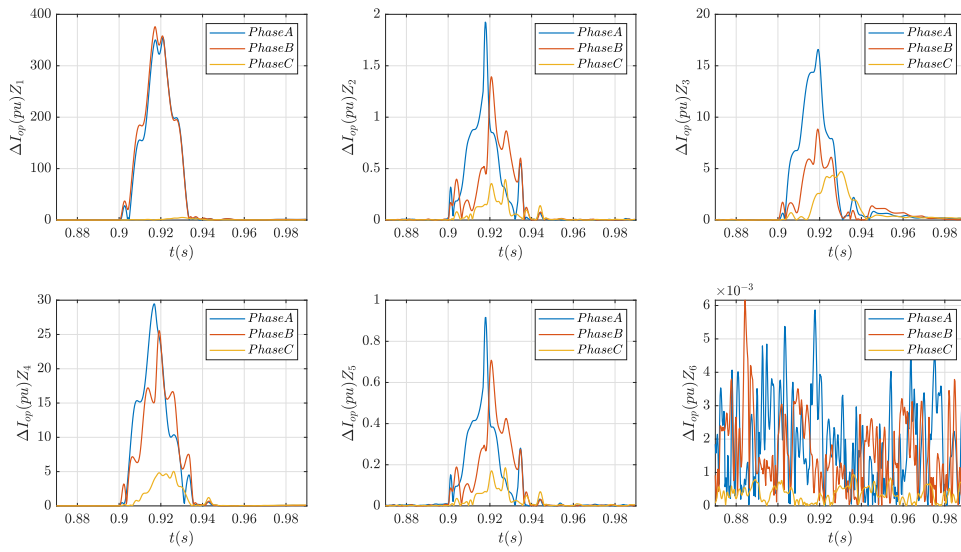 400
300
200
100
0
0.88 0.9 0.92 0.94 0.96 0.98
t(s)
ΔI_op(pu)Z_1
PhaseA
PhaseB
PhaseC
2
1.5
1
0.5
0
0.88 0.9 0.92 0.94 0.96 0.98
t(s)
ΔI_op(pu)Z_2
PhaseA
PhaseB
PhaseC
20
15
10
5
0
0.88 0.9 0.92 0.94 0.96 0.98
t(s)
ΔI_op(pu)Z_3
PhaseA
PhaseB
PhaseC
30
25
20
15
10
5
0
0.88 0.9 0.92 0.94 0.96 0.98
t(s)
ΔI_op(pu)Z_4
PhaseA
PhaseB
PhaseC
1
0.8
0.6
0.4
0.2
0
0.88 0.9 0.92 0.94 0.96 0.98
t(s)
ΔI_op(pu)Z_5
PhaseA
PhaseB
PhaseC
×10^-3
6
5
4
3
2
1
0
0.88 0.9 0.92 0.94 0.96 0.98
t(s)
ΔI_op(pu)Z_6
PhaseA
PhaseB
PhaseC